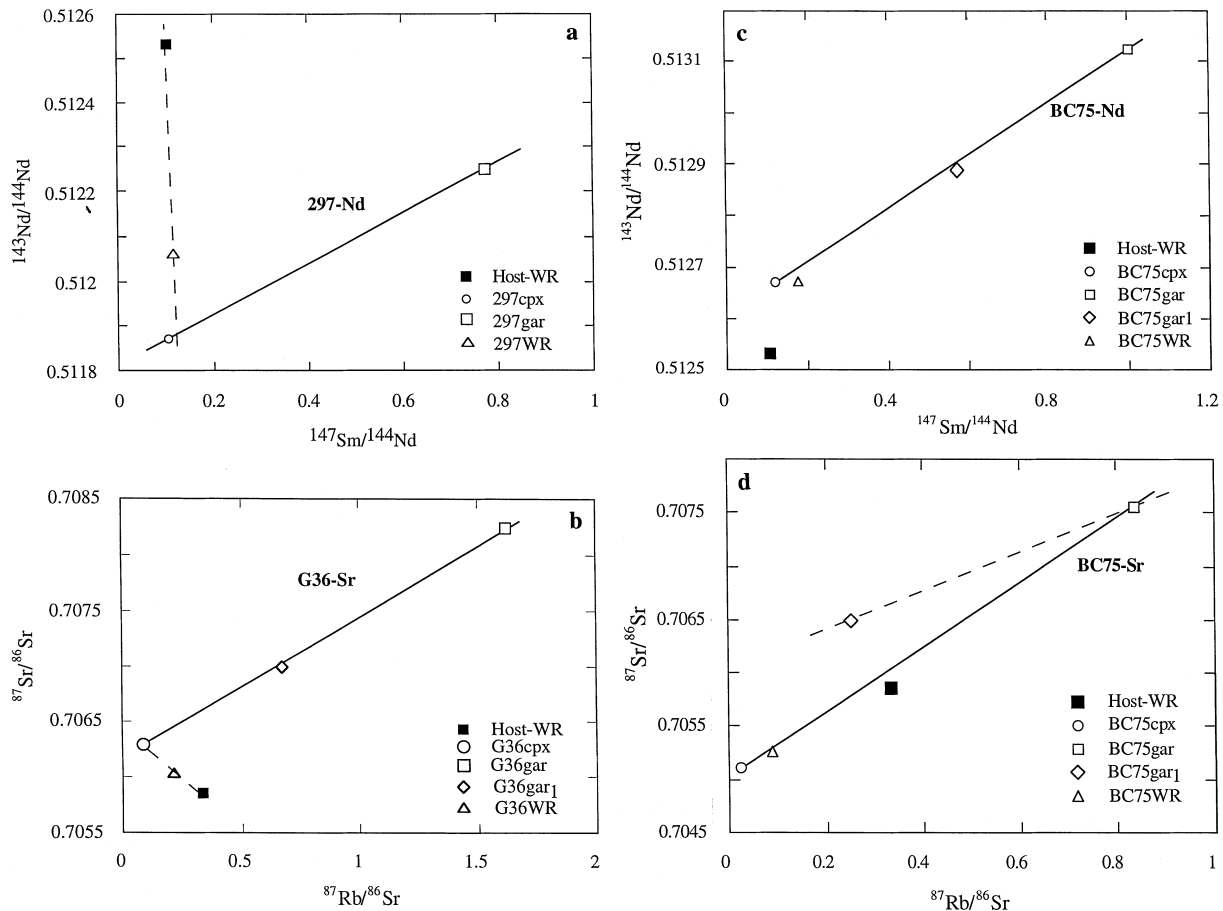 a
0.5126
0.5124
0.5122
0.512
0.5118
143Nd/144Nd
297-Nd
Host-WR
297cpx
297gar
297WR
0 0.2 0.4 0.6 0.8 1
147Sm/144Nd
c
0.5131
0.5129
0.5127
0.5125
143Nd/144Nd
BC75-Nd
Host-WR
BC75cpx
BC75gar
BC75gar1
BC75WR
0 0.4 0.8 1.2
147Sm/144Nd
b
0.7085
0.7075
0.7065
0.7055
87Sr/86Sr
G36-Sr
Host-WR
G36cpx
G36gar
G36gar1
G36WR
0 0.5 1 1.5 2
87Rb/86Sr
d
0.7075
0.7065
0.7055
0.7045
87Sr/86Sr
BC75-Sr
Host-WR
BC75cpx
BC75gar
BC75gar1
BC75WR
0 0.2 0.4 0.6 0.8 1
87Rb/86Sr